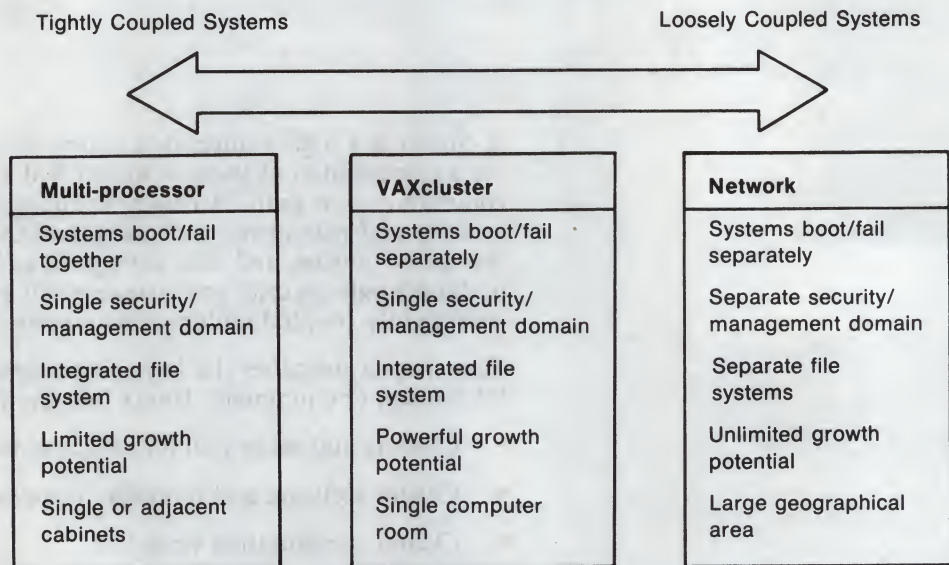 Tightly Coupled Systems
Loosely Coupled Systems
Multi-processor
Systems boot/fail
together
Single security/
management domain
Integrated file
system
Limited growth
potential
Single or adjacent
cabinets
VAXcluster
Systems boot/fail
separately
Single security/
management domain
Integrated file
system
Powerful growth
potential
Single computer
room
Network
Systems boot/fail
separately
Separate security/
management domain
Separate file
systems
Unlimited growth
potential
Large geographical
area